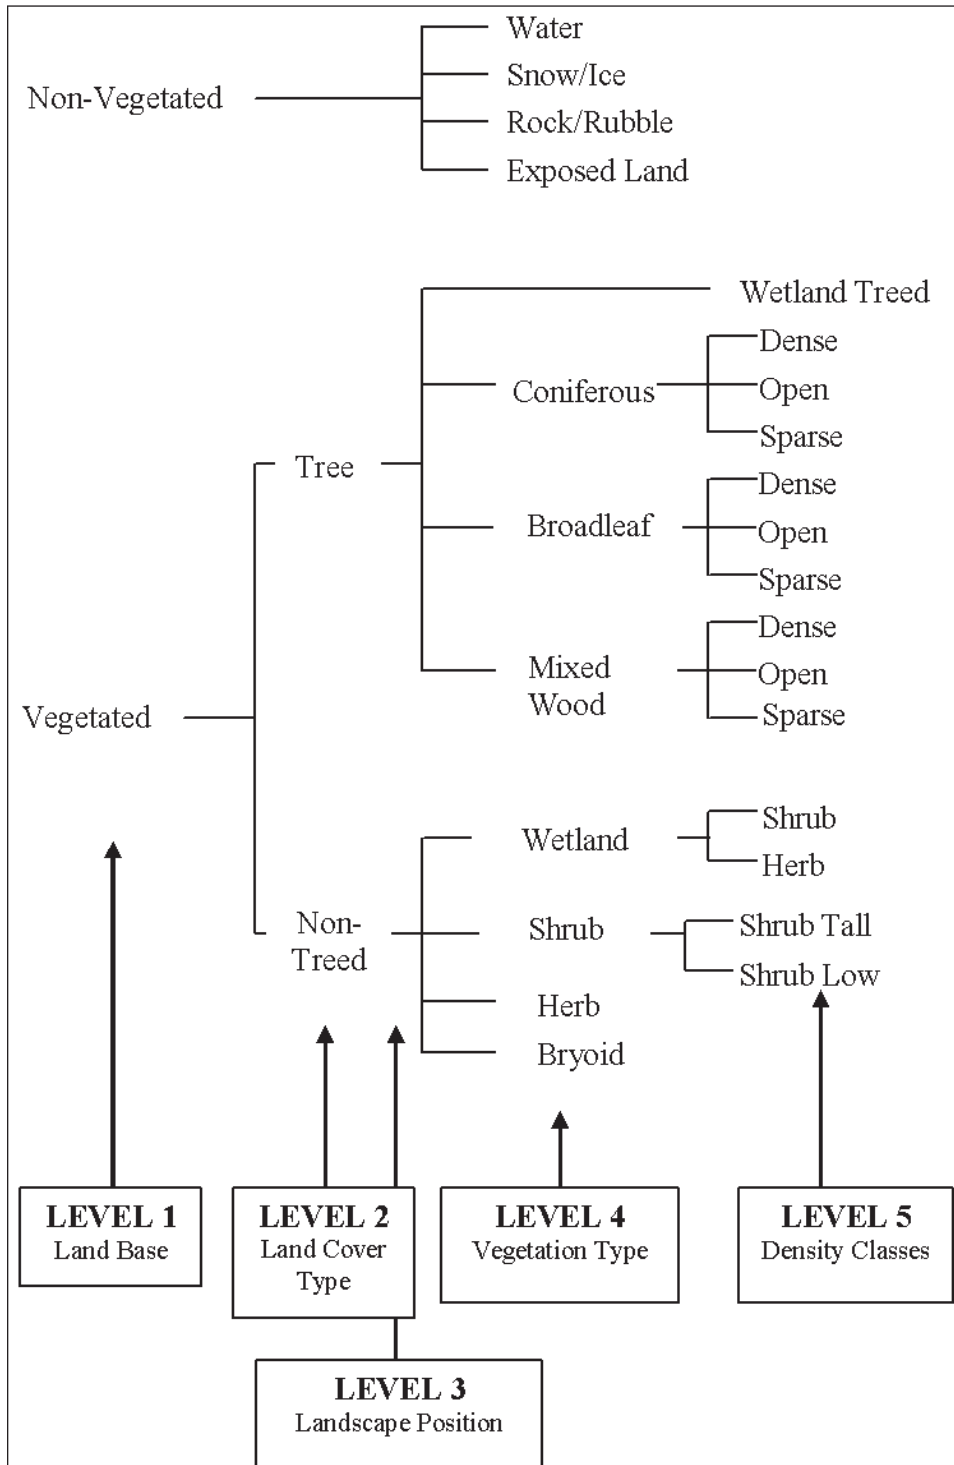 Water
Snow/Ice
Non-Vegetated
Rock/Rubble
Exposed Land
Wetland Treed
Dense
Coniferous
Open
Sparse
Tree
Dense
Broadleaf
Open
Sparse
Dense
Mixed
Wood
Open
Sparse
Vegetated
Shrub
Wetland
Herb
Non-
Treed
Shrub
Shrub Tall
Shrub Low
Herb
Bryoid
LEVEL 1
Land Base
LEVEL 2
Land Cover
Type
LEVEL 4
Vegetation Type
LEVEL 5
Density Classes
LEVEL 3
Landscape Position